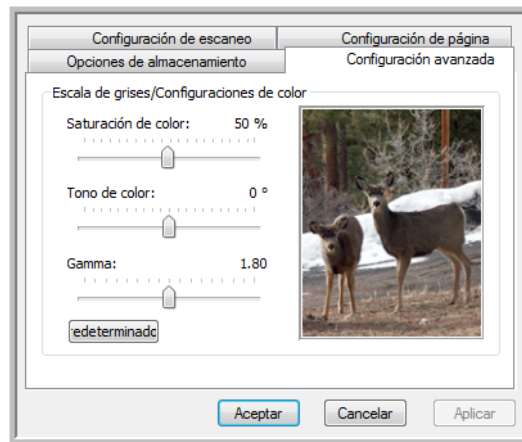 Configuración de escaneo
Configuración de página
Opciones de almacenamiento
Configuración avanzada
Escala de grises/Configuraciones de color
Saturación de color: 50 %
Tono de color: 0 °
Gamma: 1.80
redeterminado
Aceptar
Cancelar
Aplicar